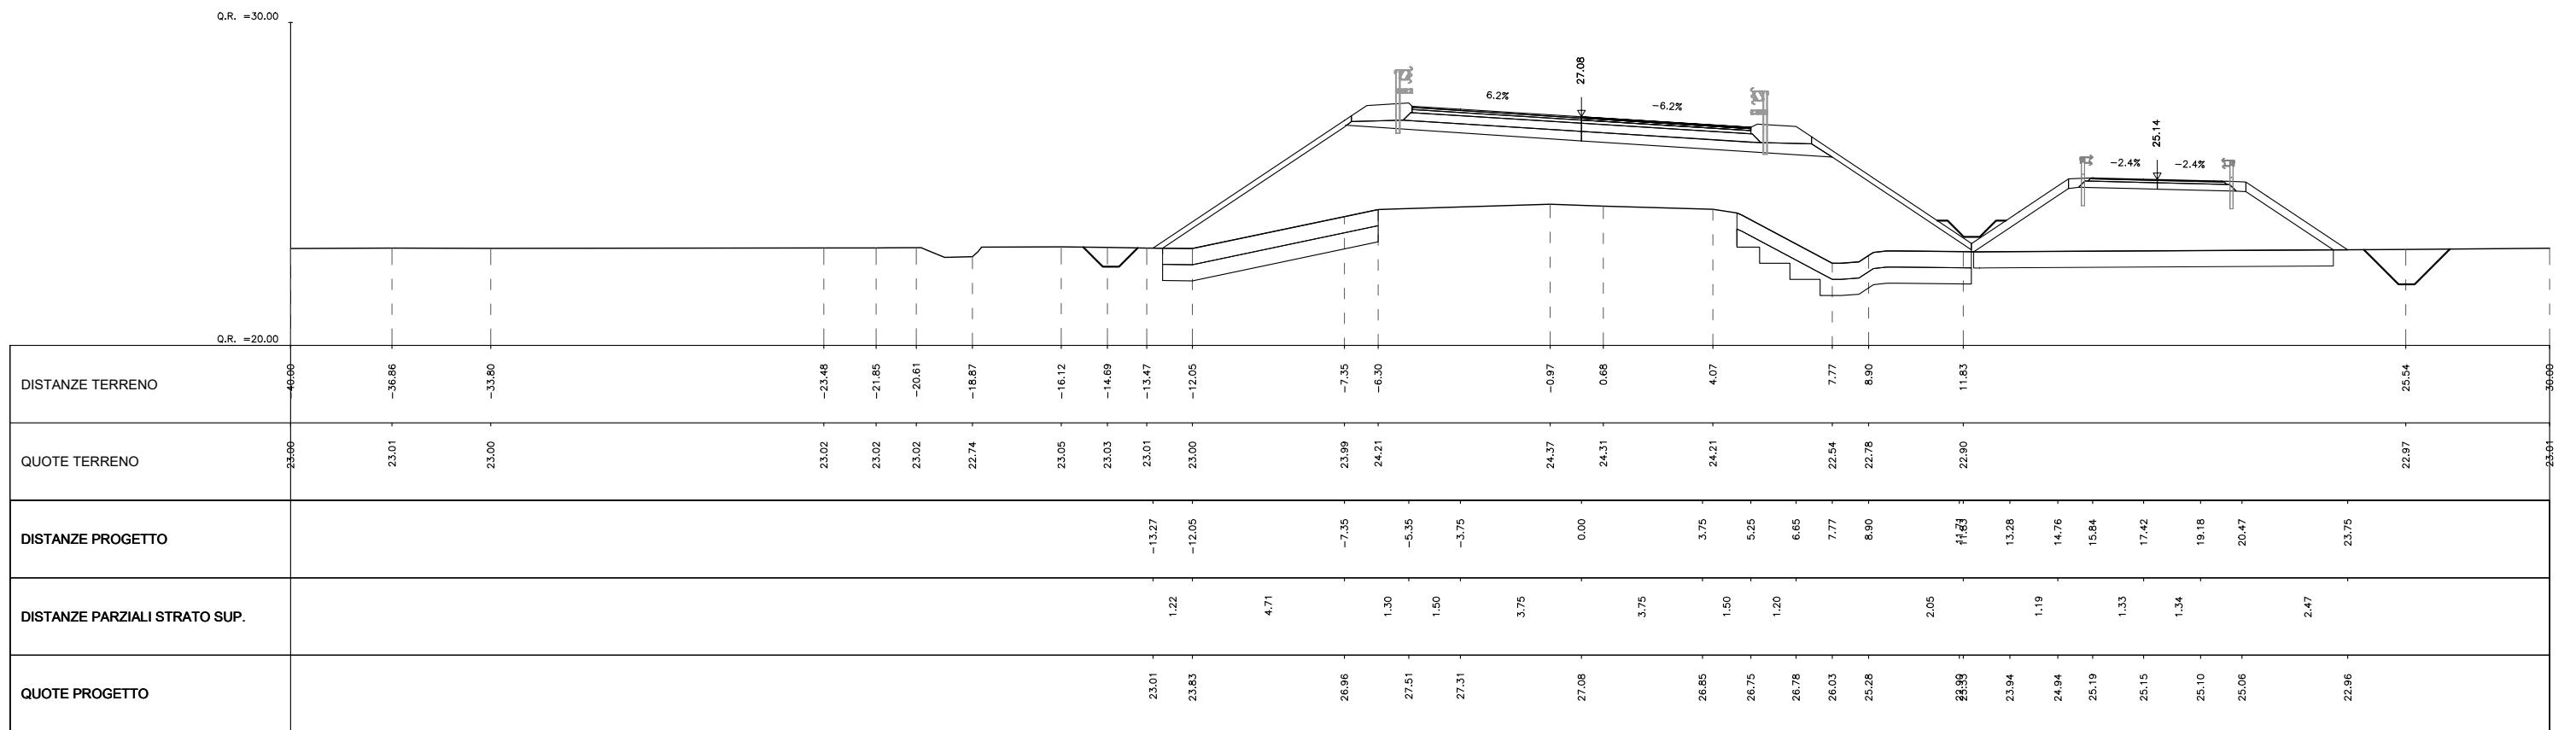 Q.R. =30.00
27.08
6.2%
-6.2%
25.14
-2.4%
-2.4%
Q.R. =20.00
DISTANZE TERRENO
-40.00 -36.86 -33.80 -23.48 -21.85 -20.61 -18.87 -16.12 -14.69 -13.47 -12.05 -7.35 -6.30 -0.97 0.68 4.07 7.77 8.90 11.83 25.54 30.00
QUOTE TERRENO
23.00 23.01 23.00 23.02 23.02 23.02 22.74 23.05 23.03 23.01 23.00 23.99 24.21 24.37 24.31 24.21 22.54 22.78 22.90 22.97 23.01
DISTANZE PROGETTO
-13.27 -12.05 -7.35 -5.35 -3.75 0.00 3.75 5.25 6.65 7.77 8.90 11.83 13.28 14.76 15.84 17.42 19.18 20.47 23.75
DISTANZE PARZIALI STRATO SUP.
1.22 4.71 1.30 1.50 3.75 3.75 1.50 1.20 2.05 1.19 1.33 1.34 2.47
QUOTE PROGETTO
23.01 23.83 26.96 27.51 27.31 27.08 26.85 26.75 26.78 26.03 25.28 23.94 24.94 25.19 25.15 25.10 25.06 22.96